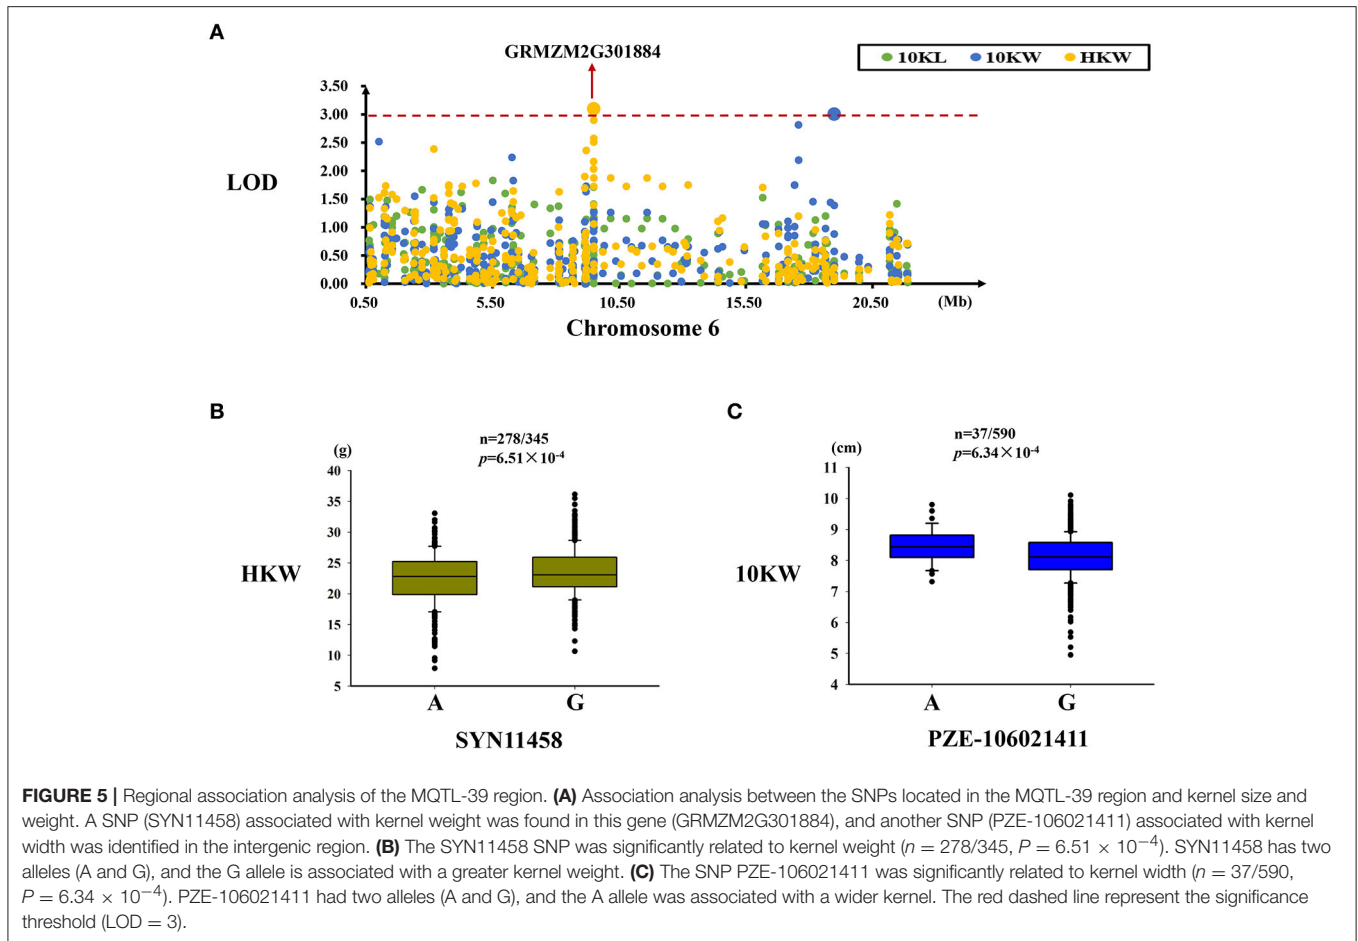 A
GRMZM2G301884
10KL 10KW HKW
3.50
3.00
2.50
2.00
1.50
1.00
0.50
0.00
LOD
0.50 5.50 10.50 15.50 20.50 (Mb)
Chromosome 6
B
n=278/345
p=6.51×10-4
(g)
40
35
30
25
20
15
10
5
HKW
A G
SYN11458
C
n=37/590
p=6.34×10-4
(cm)
11
10
9
8
7
6
5
4
10KW
A G
PZE-106021411
FIGURE 5 | Regional association analysis of the MQTL-39 region. (A) Association analysis between the SNPs located in the MQTL-39 region and kernel size and
weight. A SNP (SYN11458) associated with kernel weight was found in this gene (GRMZM2G301884), and another SNP (PZE-106021411) associated with kernel
width was identified in the intergenic region. (B) The SYN11458 SNP was significantly related to kernel weight (n = 278/345, P = 6.51 × 10−4). SYN11458 has two
alleles (A and G), and the G allele is associated with a greater kernel weight. (C) The SNP PZE-106021411 was significantly related to kernel width (n = 37/590,
P = 6.34 × 10−4). PZE-106021411 had two alleles (A and G), and the A allele was associated with a wider kernel. The red dashed line represent the significance
threshold (LOD = 3).